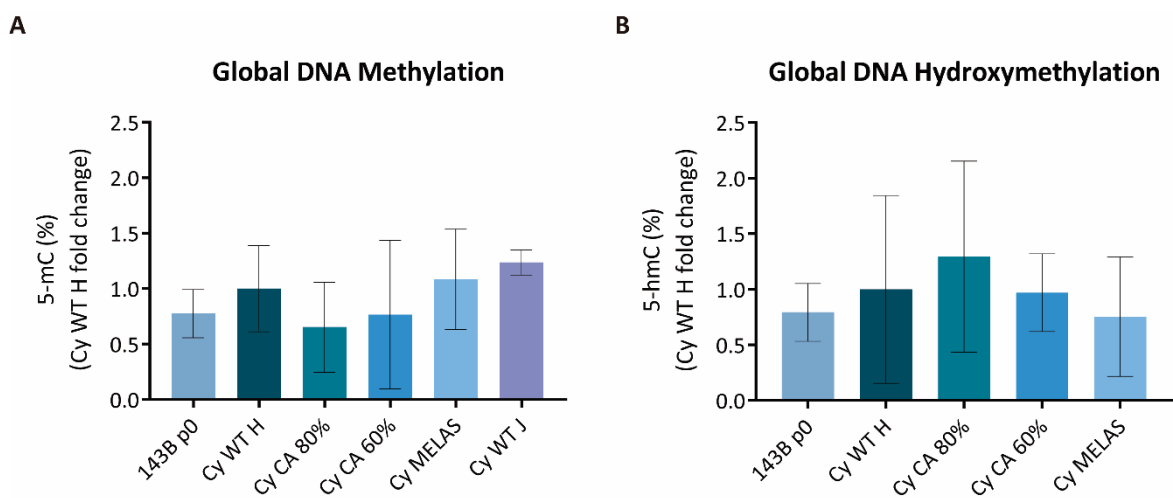 A
Global DNA Methylation
5-mC (%)
(Cy WT H fold change)
2.5
2.0
1.5
1.0
0.5
0.0
143B p0
Cy WT H
Cy CA 80%
Cy CA 60%
Cy MELAS
Cy WT J
B
Global DNA Hydroxymethylation
5-hmC (%)
(Cy WT H fold change)
2.5
2.0
1.5
1.0
0.5
0.0
143B p0
Cy WT H
Cy CA 80%
Cy CA 60%
Cy MELAS